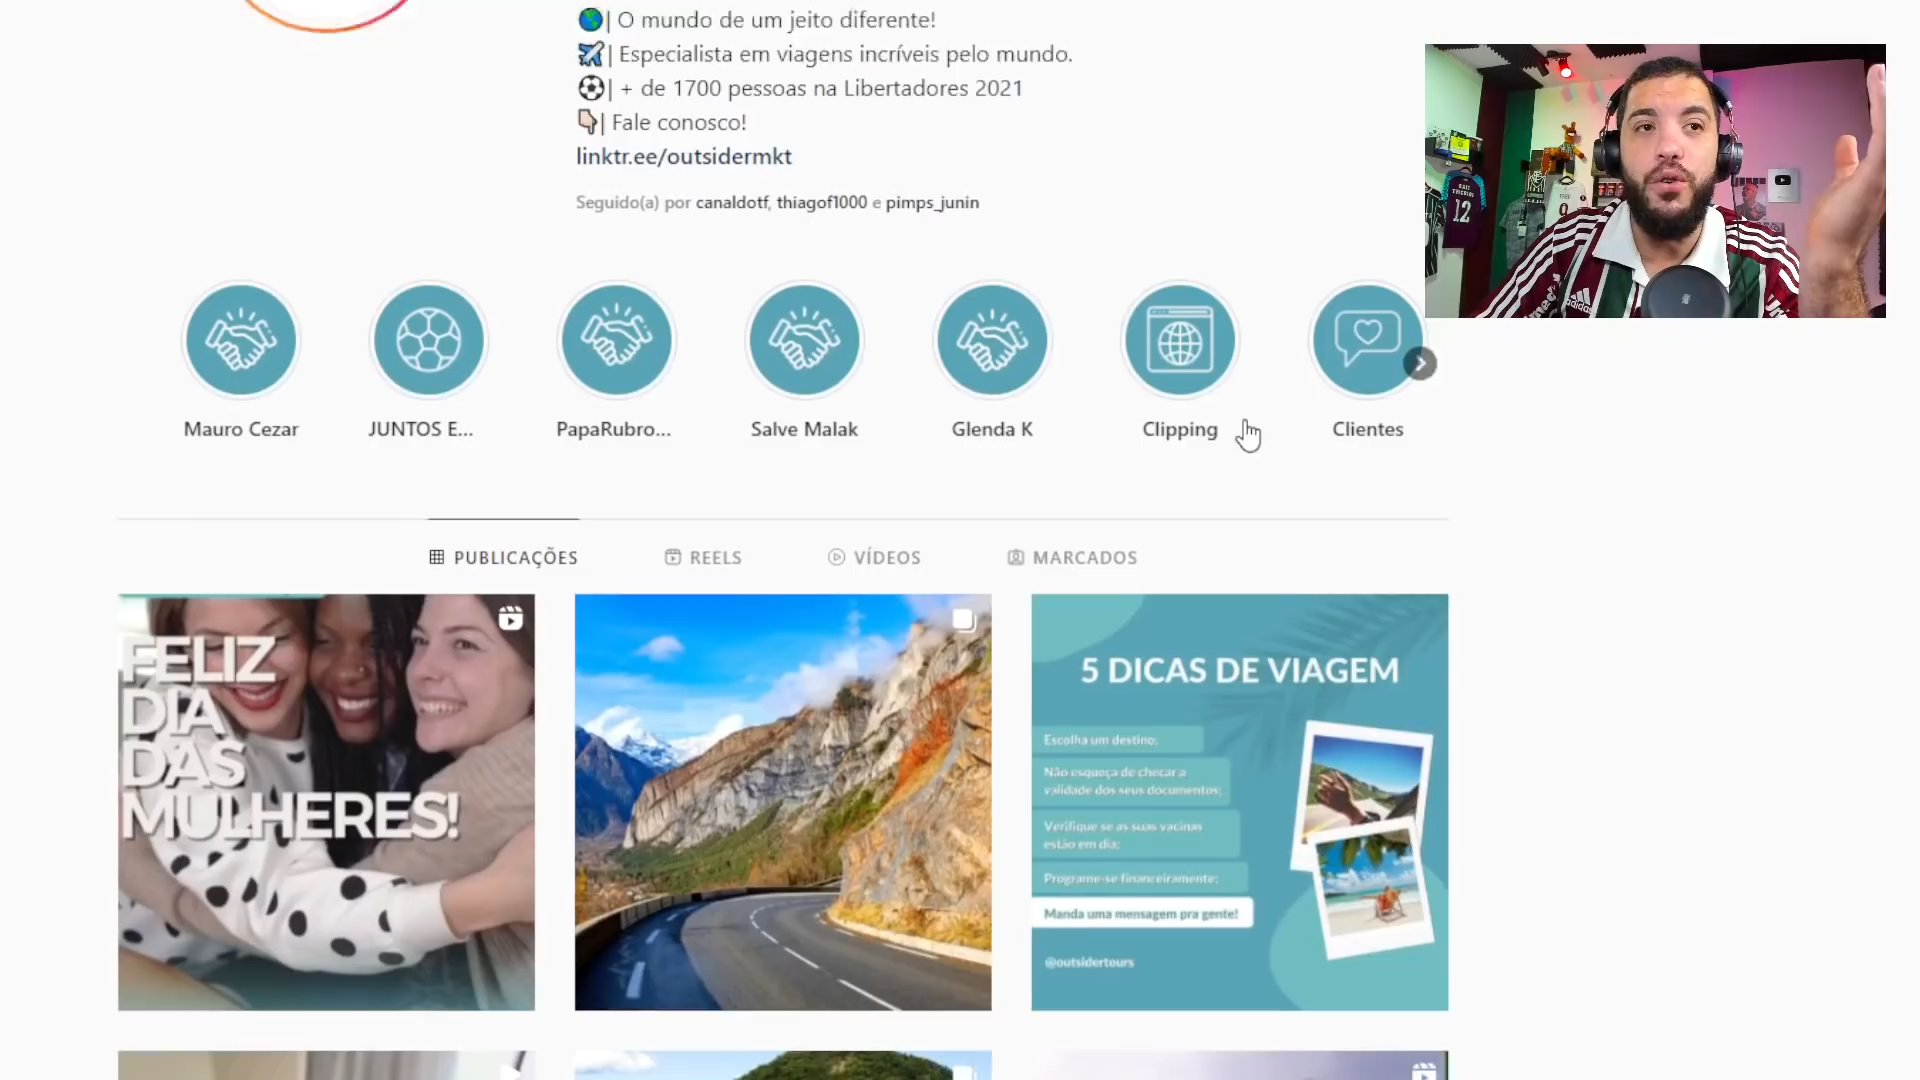 | O mundo de um jeito diferente!
| Especialista em viagens incríveis pelo mundo.
| + de 1700 pessoas na Libertadores 2021
| Fale conosco!
linktr.ee/outsidermkt
Seguido(a) por canaldotf, thiagof1000 e pimps_junin
Mauro Cezar
JUNTOS E...
PapaRubro...
Salve Malak
Glenda K
Clipping
Clientes
PUBLICAÇÕES
REELS
VÍDEOS
MARCADOS
FELIZ
DIA
DAS
MULHERES!
5 DICAS DE VIAGEM
Escolha um destino;
Não esqueça de checar a
validade dos seus documentos;
Verifique se as suas vacinas
estão em dia;
Programe-se financeiramente;
Manda uma mensagem pra gente!
@outsidertours
12
adidas